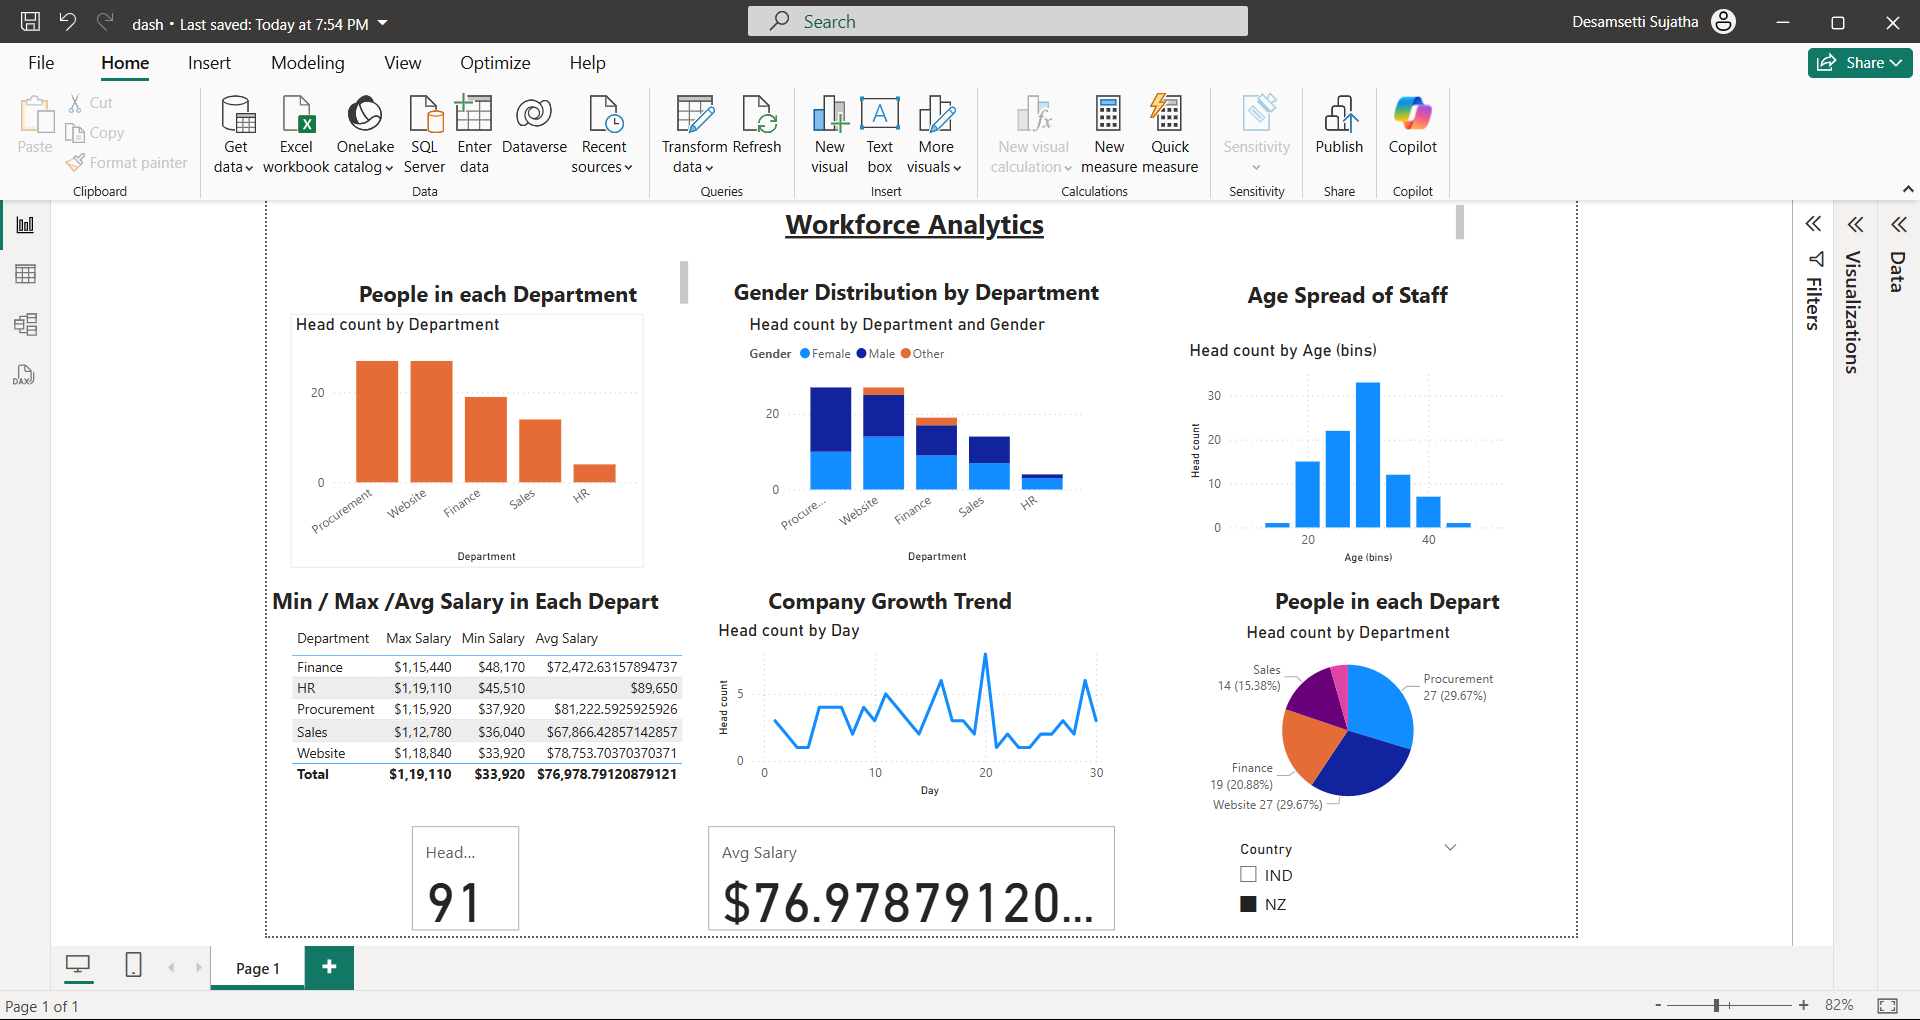 dash • Last saved: Today at 7:54 PM
Search
Desamsetti Sujatha
File Home Insert Modeling View Optimize Help
Share
Paste
Cut
Copy
Format painter
Clipboard
Get data
Excel workbook
OneLake catalog
SQL Server
Enter data
Dataverse
Recent sources
Data
Transform data
Refresh
Queries
New visual
Text box
More visuals
Insert
New visual calculation
New measure
Quick measure
Calculations
Sensitivity
Sensitivity
Publish
Share
Copilot
Copilot
DAX
Workforce Analytics
People in each Department
Head count by Department
20
0
Procurement
Website
Finance
Sales
HR
Department
Gender Distribution by Department
Head count by Department and Gender
Gender Female Male Other
20
0
Procure...
Website
Finance
Sales
HR
Department
Age Spread of Staff
Head count by Age (bins)
Head count
30
20
10
0
20 40
Age (bins)
Min / Max /Avg Salary in Each Depart
Department Max Salary Min Salary Avg Salary
Finance $1,15,440 $48,170 $72,472.63157894737
HR $1,19,110 $45,510 $89,650
Procurement $1,15,920 $37,920 $81,222.5925925926
Sales $1,12,780 $36,040 $67,866.42857142857
Website $1,18,840 $33,920 $78,753.70370370371
Total $1,19,110 $33,920 $76,978.79120879121
Company Growth Trend
Head count by Day
Head count
5
0
0 10 20 30
Day
People in each Depart
Head count by Department
Sales
14 (15.38%)
Procurement
27 (29.67%)
Finance
19 (20.88%)
Website 27 (29.67%)
Head...
91
Avg Salary
$76.97879120...
Country
IND
NZ
Filters
Visualizations
Data
Page 1
Page 1 of 1
- + 82%